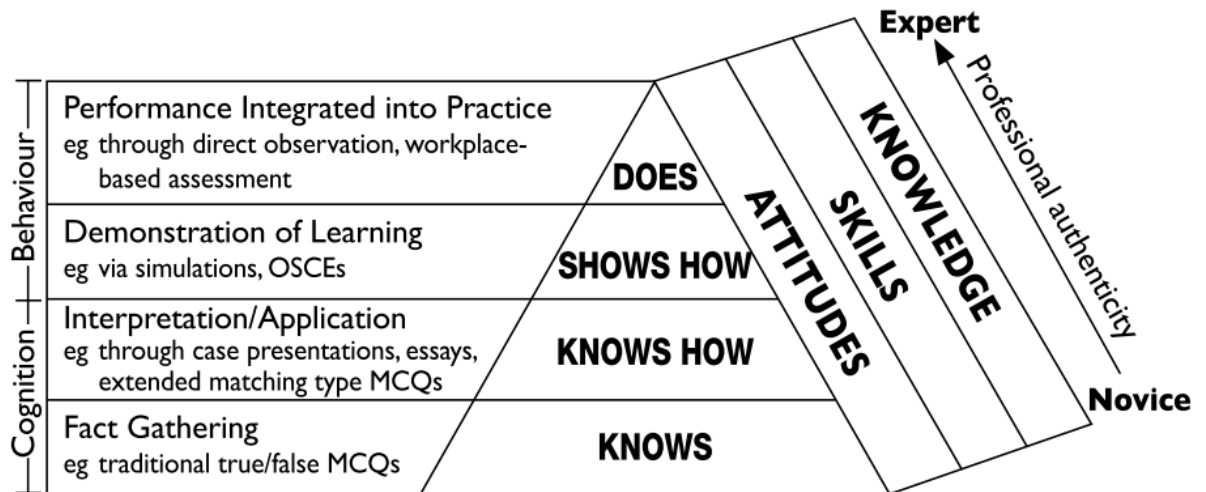 Expert
Professional authenticity
Novice
Behaviour
Cognition
Performance Integrated into Practice
eg through direct observation, workplace-
based assessment
DOES
Demonstration of Learning
eg via simulations, OSCEs
SHOWS HOW
Interpretation/Application
eg through case presentations, essays,
extended matching type MCQs
KNOWS HOW
Fact Gathering
eg traditional true/false MCQs
KNOWS
ATTITUDES
SKILLS
KNOWLEDGE